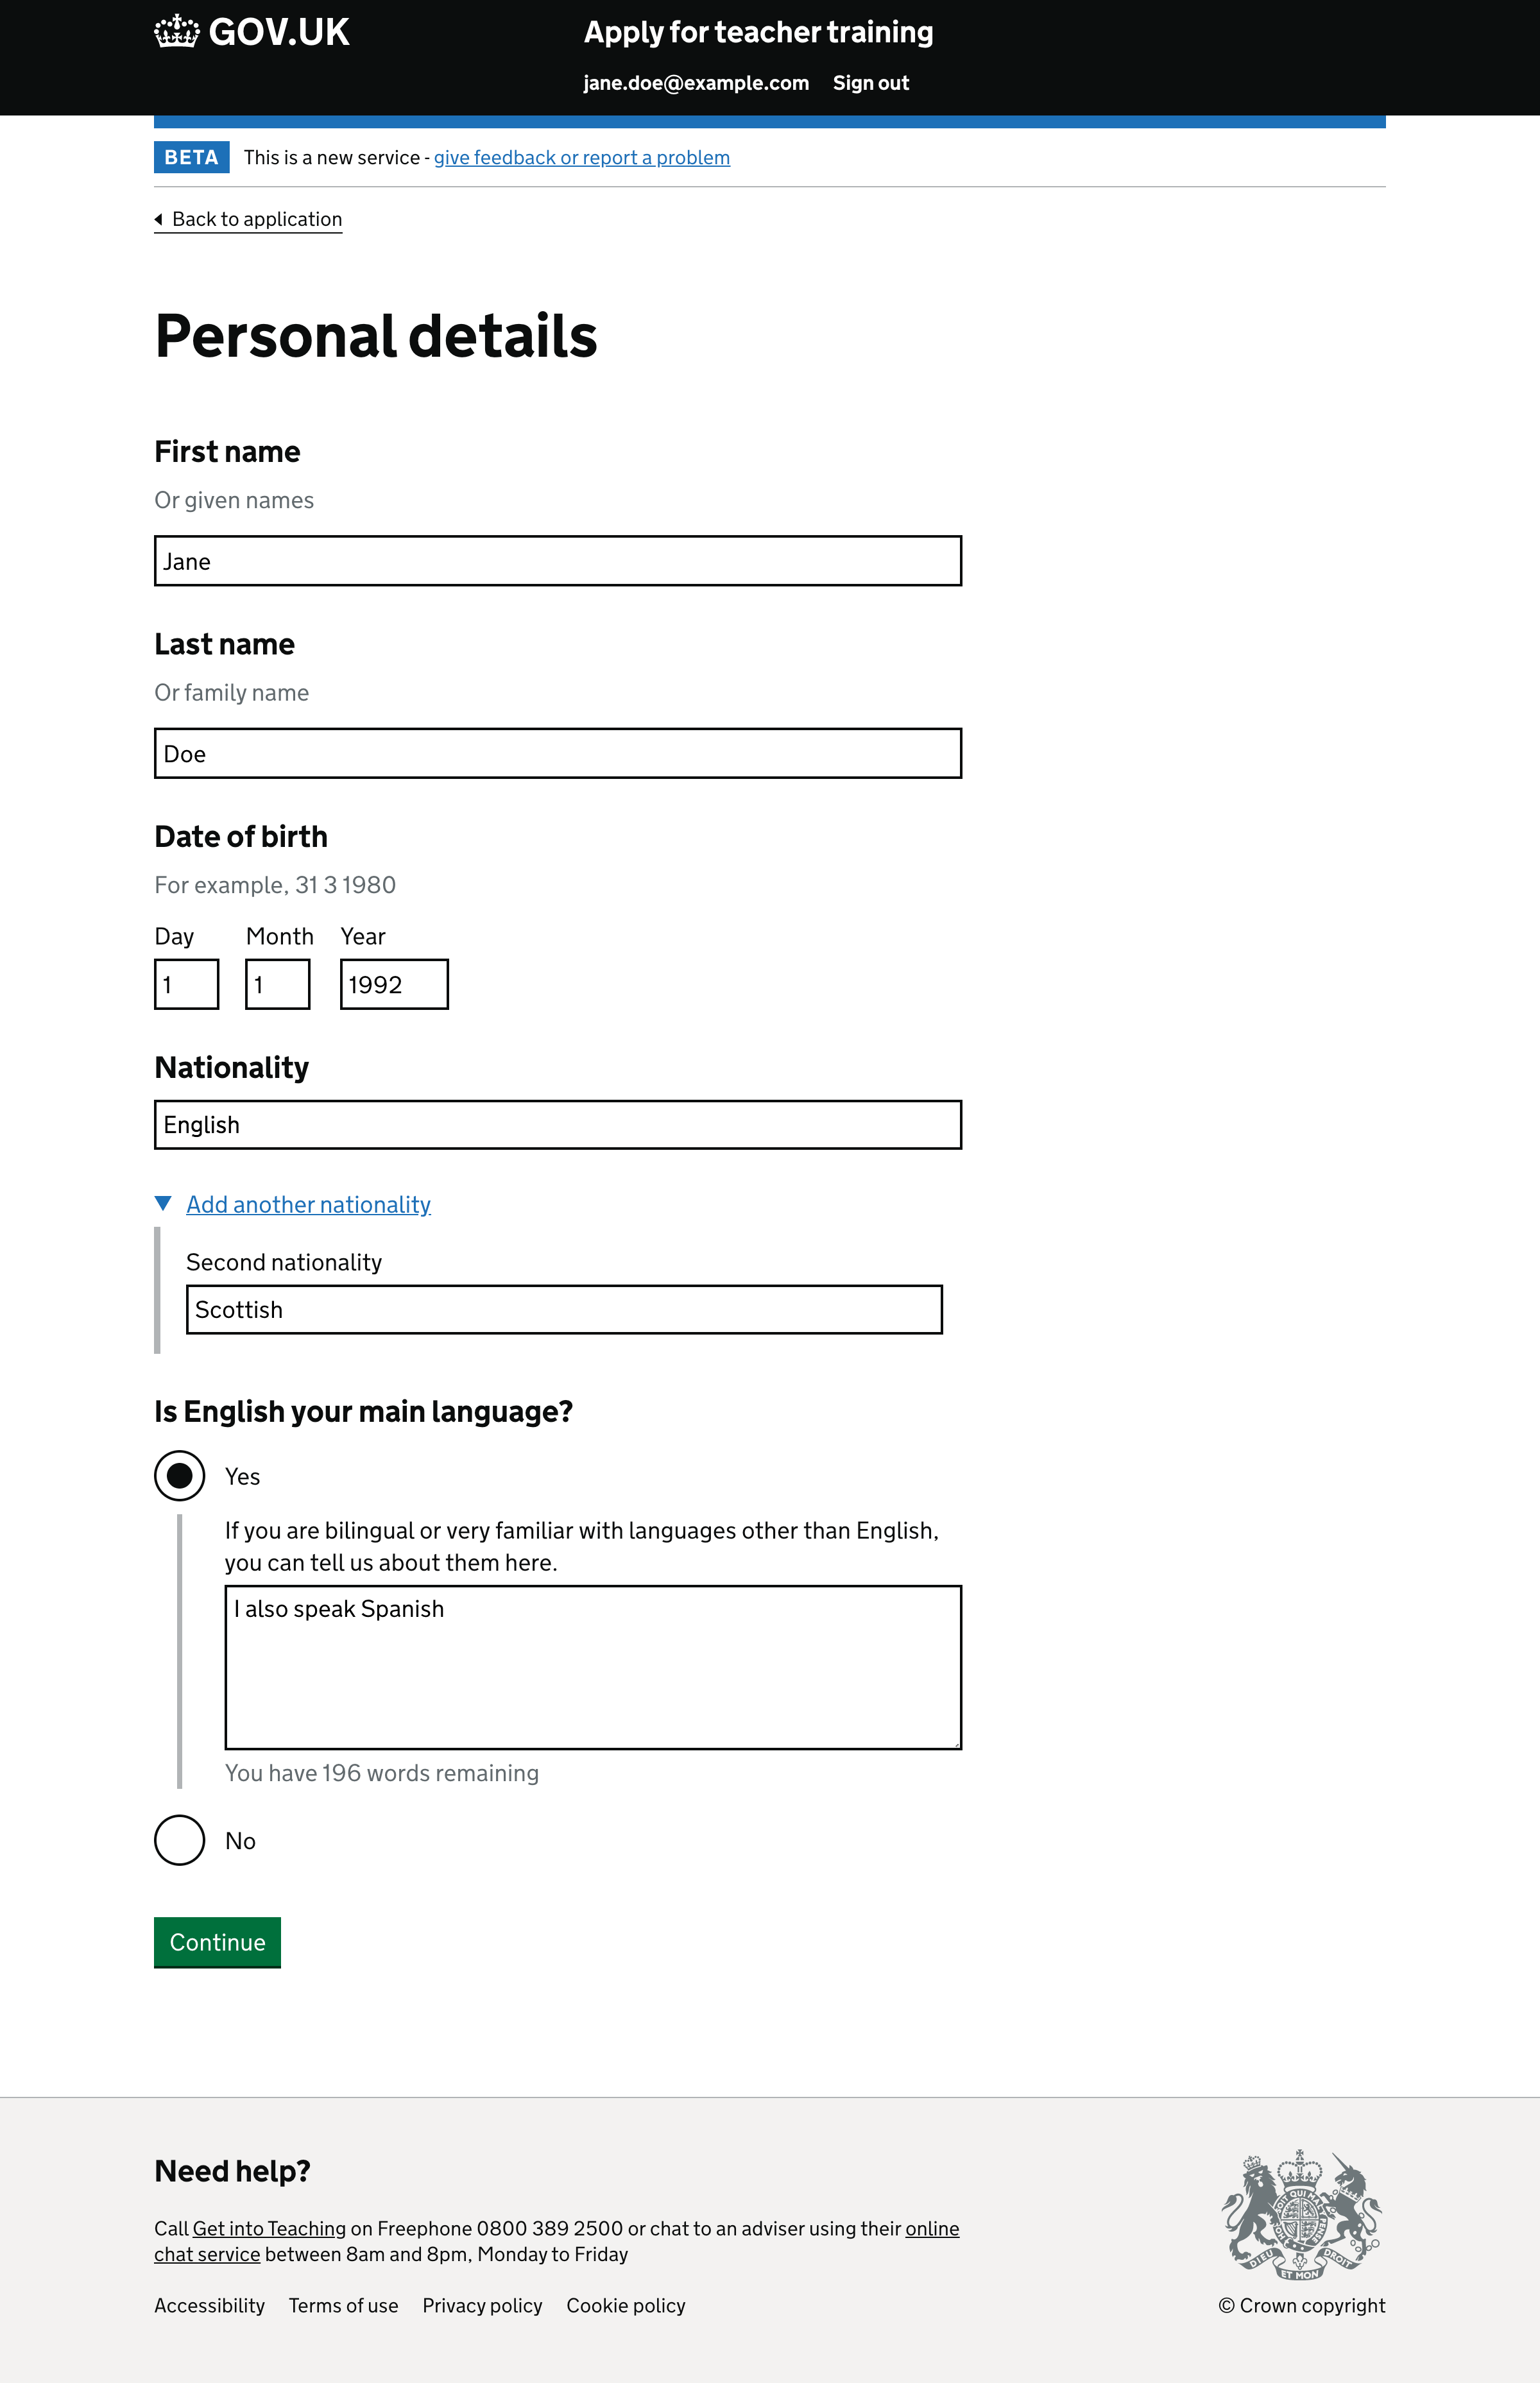 GOV.UK
Apply for teacher training
jane.doe@example.com Sign out
BETA This is a new service - give feedback or report a problem
Back to application
Personal details
First name
Or given names
Jane
Last name
Or family name
Doe
Date of birth
For example, 31 3 1980
Day Month Year
1 1 1992
Nationality
English
Add another nationality
Second nationality
Scottish
Is English your main language?
Yes
If you are bilingual or very familiar with languages other than English,
you can tell us about them here.
I also speak Spanish
You have 196 words remaining
No
Continue
Need help?
Call Get into Teaching on Freephone 0800 389 2500 or chat to an adviser using their online
chat service between 8am and 8pm, Monday to Friday
Accessibility Terms of use Privacy policy Cookie policy
DIEU ET MON DROIT
© Crown copyright